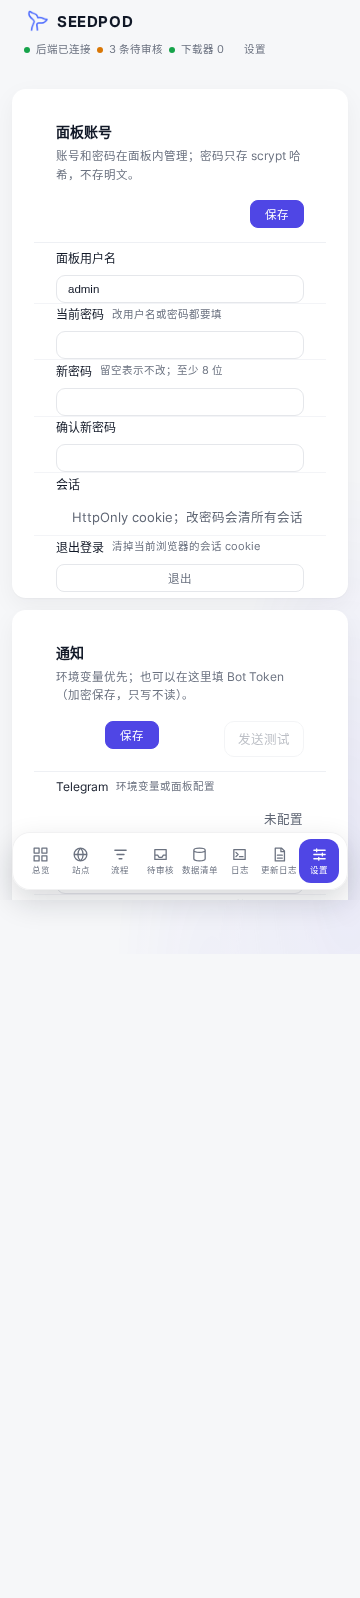 SEEDPOD
后端已连接 3 条待审核 下载器 0 设置
面板账号
账号和密码在面板内管理；密码只存 scrypt 哈
希，不存明文。
保存
面板用户名
admin
当前密码 改用户名或密码都要填
新密码 留空表示不改；至少 8 位
确认新密码
会话
HttpOnly cookie；改密码会清所有会话
退出登录 清掉当前浏览器的会话 cookie
退出
通知
环境变量优先；也可以在这里填 Bot Token
（加密保存，只写不读）。
保存 发送测试
Telegram 环境变量或面板配置
未配置
总览 站点 流程 待审核 数据清单 日志 更新日志 设置